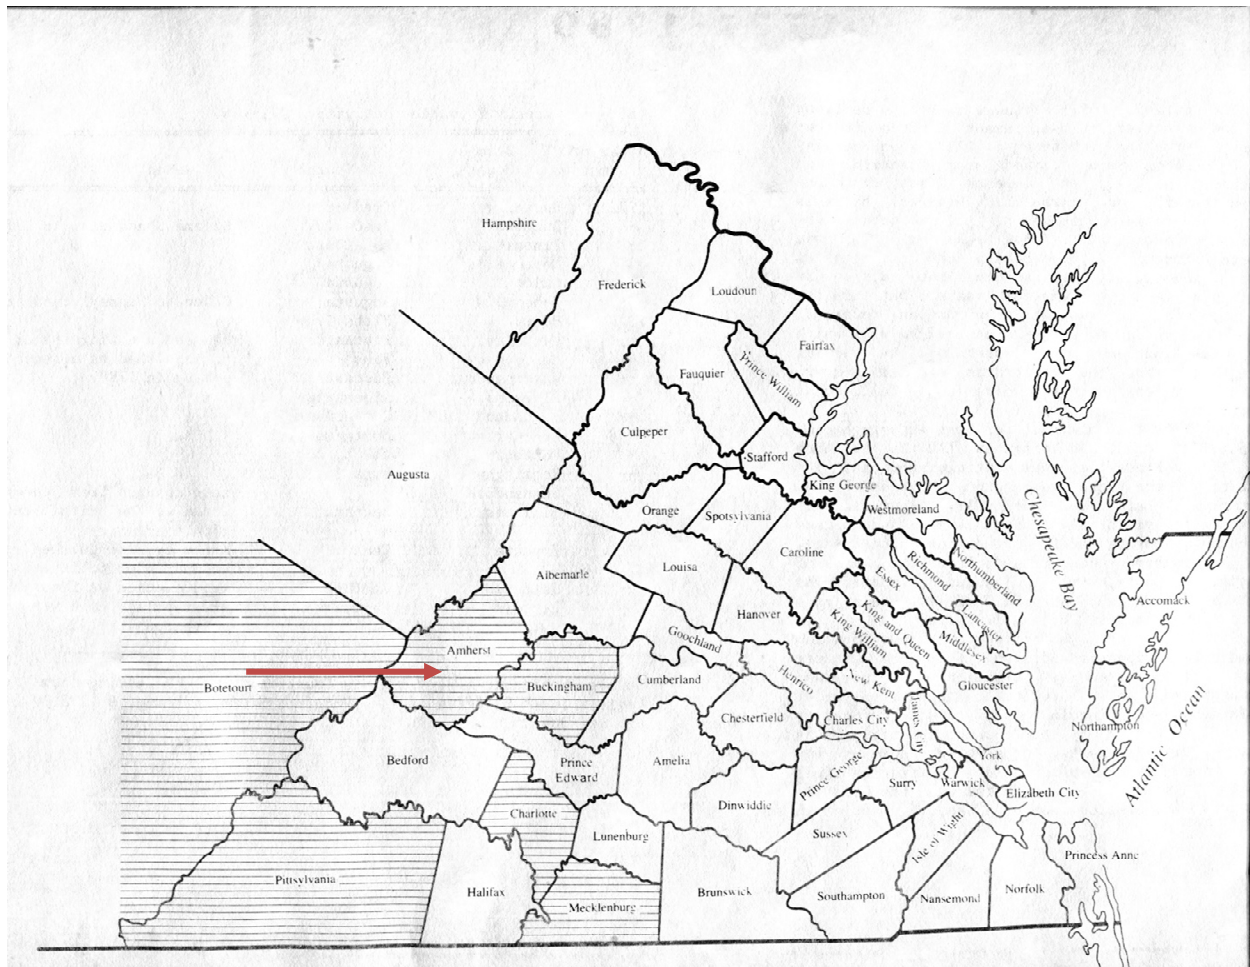 Hampshire
Frederick
Loudoun
Fairfax
Prince William
Fauquier
Culpeper
Stafford
King George
Augusta
Orange
Spotsylvania
Westmoreland
Caroline
Essex
Richmond
Northumberland
Chesapeake Bay
Albemarle
Louisa
Hanover
King William
King and Queen
Lancaster
Middlesex
Accomack
Amherst
Goochland
Henrico
New Kent
Gloucester
Botetourt
Buckingham
Cumberland
Chesterfield
Charles City
James City
Northampton
Atlantic Ocean
York
Bedford
Prince
Edward
Amelia
Prince George
Surry
Warwick
Elizabeth City
Dinwiddie
Charlotte
Lunenburg
Sussex
Isle of Wight
Princess Anne
Pittsylvania
Halifax
Mecklenburg
Brunswick
Southampton
Nansemond
Norfolk